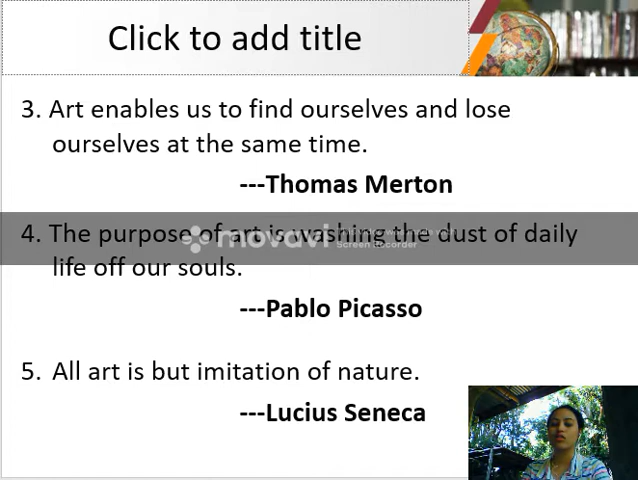 Click to add title
3. Art enables us to find ourselves and lose
ourselves at the same time.
---Thomas Merton
4. The purpose of art is washing the dust of daily
life off our souls.
movavi
Screen Recorder
---Pablo Picasso
5. All art is but imitation of nature.
---Lucius Seneca